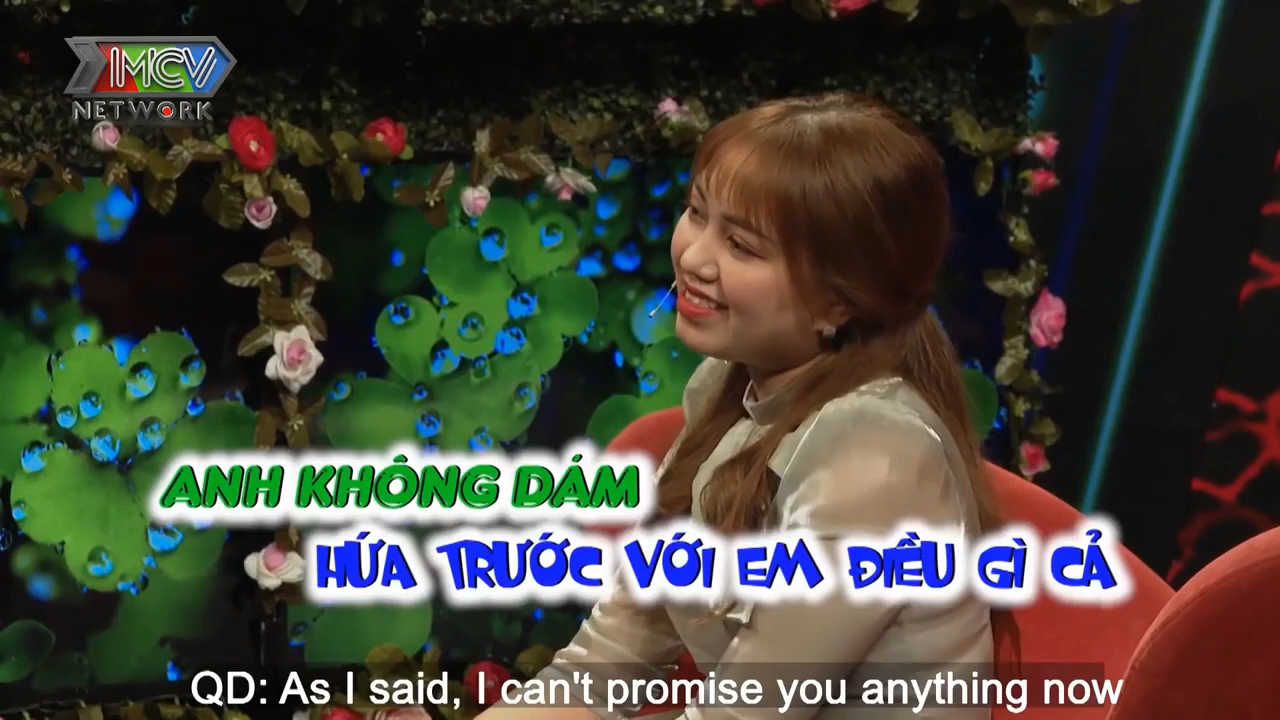 MCV
NETWORK
ANH KHÔNG DÁM
HỨA TRƯỚC VỚI EM ĐIỀU GÌ CẢ
QD: As I said, I can't promise you anything now